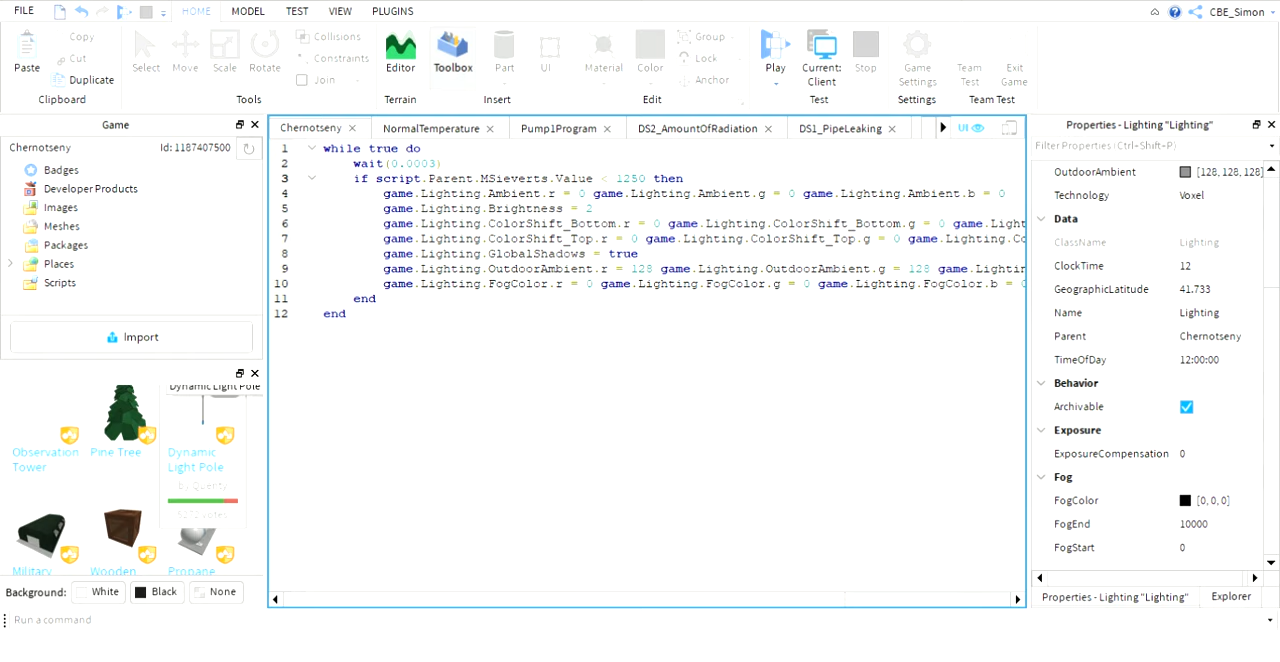 FILE HOME MODEL TEST VIEW PLUGINS CBE_Simon
Copy
Cut
Paste Duplicate
Clipboard
Select Move Scale Rotate
Collisions
Constraints
Join
Tools
Editor
Terrain
Toolbox Part UI
Insert
Material Color
Group
Lock
Anchor
Edit
Play Current: Client Stop
Test
Game Settings
Settings
Team Test Exit Game
Team Test
Game
Chernotseny Id: 1187407500
Badges
Developer Products
Images
Meshes
Packages
Places
Scripts
Import
Dynamic Light Pole
Observation Tower
Pine Tree
Dynamic Light Pole
by Quenty
5272 votes
Military Wooden Propane
Background: White Black None
Run a command
Chernotseny NormalTemperature Pump1Program DS2_AmountOfRadiation DS1_PipeLeaking UI
1 while true do
2 wait(0.0003)
3 if script.Parent.MSieverts.Value < 1250 then
4 game.Lighting.Ambient.r = 0 game.Lighting.Ambient.g = 0 game.Lighting.Ambient.b = 0
5 game.Lighting.Brightness = 2
6 game.Lighting.ColorShift_Bottom.r = 0 game.Lighting.ColorShift_Bottom.g = 0 game.Light
7 game.Lighting.ColorShift_Top.r = 0 game.Lighting.ColorShift_Top.g = 0 game.Lighting.Co
8 game.Lighting.GlobalShadows = true
9 game.Lighting.OutdoorAmbient.r = 128 game.Lighting.OutdoorAmbient.g = 128 game.Lightin
10 game.Lighting.FogColor.r = 0 game.Lighting.FogColor.g = 0 game.Lighting.FogColor.b = 0
11 end
12 end
Properties - Lighting "Lighting"
Filter Properties (Ctrl+Shift+P)
OutdoorAmbient [128, 128, 128]
Technology Voxel
Data
ClassName Lighting
ClockTime 12
GeographicLatitude 41.733
Name Lighting
Parent Chernotseny
TimeOfDay 12:00:00
Behavior
Archivable
Exposure
ExposureCompensation 0
Fog
FogColor [0, 0, 0]
FogEnd 10000
FogStart 0
Properties - Lighting "Lighting" Explorer